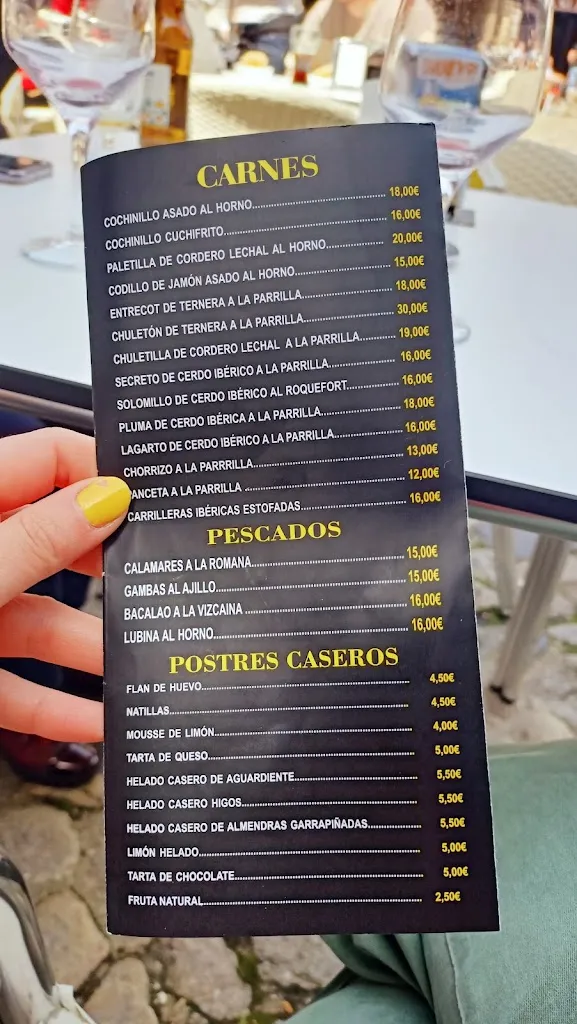 CARNES
COCHINILLO ASADO AL HORNO 18,00€
COCHINILLO CUCHIFRITO 16,00€
PALETILLA DE CORDERO LECHAL AL HORNO 20,00€
CODILLO DE JAMÓN ASADO AL HORNO 15,00€
ENTRECOT DE TERNERA A LA PARRILLA 18,00€
CHULETÓN DE TERNERA A LA PARRILLA 30,00€
CHULETILLA DE CORDERO LECHAL A LA PARRILLA 19,00€
SECRETO DE CERDO IBÉRICO A LA PARRILLA 16,00€
SOLOMILLO DE CERDO IBÉRICO AL ROQUEFORT 16,00€
PLUMA DE CERDO IBÉRICA A LA PARRILLA 18,00€
LAGARTO DE CERDO IBÉRICO A LA PARRILLA 16,00€
CHORRIZO A LA PARRRILLA 13,00€
ANCETA A LA PARRILLA 12,00€
CARRILLERAS IBÉRICAS ESTOFADAS 16,00€
PESCADOS
CALAMARES A LA ROMANA 15,00€
GAMBAS AL AJILLO 15,00€
BACALAO A LA VIZCAINA 16,00€
LUBINA AL HORNO 16,00€
POSTRES CASEROS
FLAN DE HUEVO 4,50€
NATILLAS 4,50€
MOUSSE DE LIMÓN 4,00€
TARTA DE QUESO 5,00€
HELADO CASERO DE AGUARDIENTE 5,50€
HELADO CASERO HIGOS 5,50€
HELADO CASERO DE ALMENDRAS GARRAPIÑADAS 5,50€
LIMÓN HELADO 5,00€
TARTA DE CHOCOLATE 5,00€
FRUTA NATURAL 2,50€